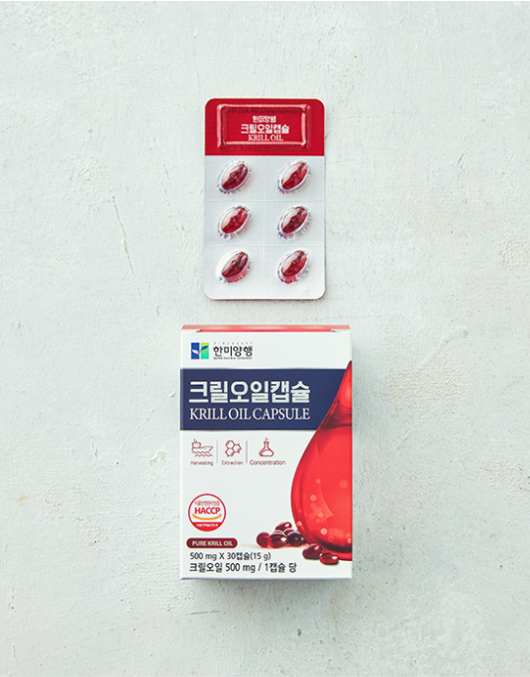 한미양행
크릴오일캡슐
KRILL OIL
한미양행
크릴오일캡슐
KRILL OIL CAPSULE
Harvesting Extraction Concentration
HACCP
PURE KRILL OIL
500 mg X 30캡슐(15 g)
크릴오일 500 mg / 1캡슐 당